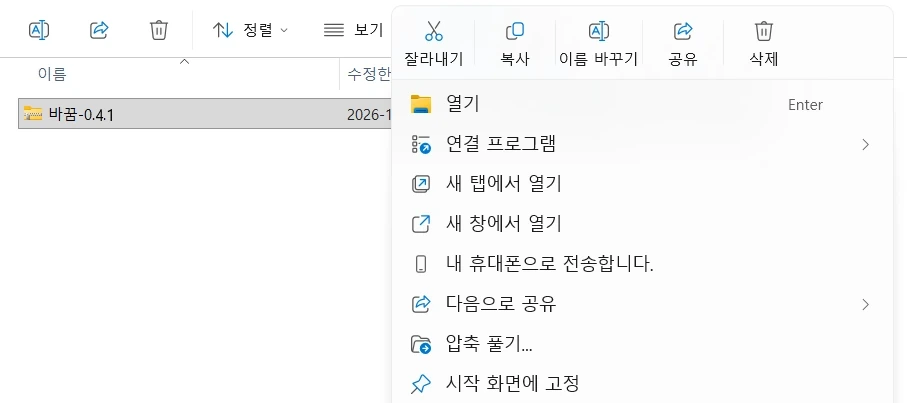 정렬 보기
잘라내기 복사 이름 바꾸기 공유 삭제
이름 수정한
바꿈-0.4.1 2026-1
열기 Enter
연결 프로그램
새 탭에서 열기
새 창에서 열기
내 휴대폰으로 전송합니다.
다음으로 공유
압축 풀기...
시작 화면에 고정